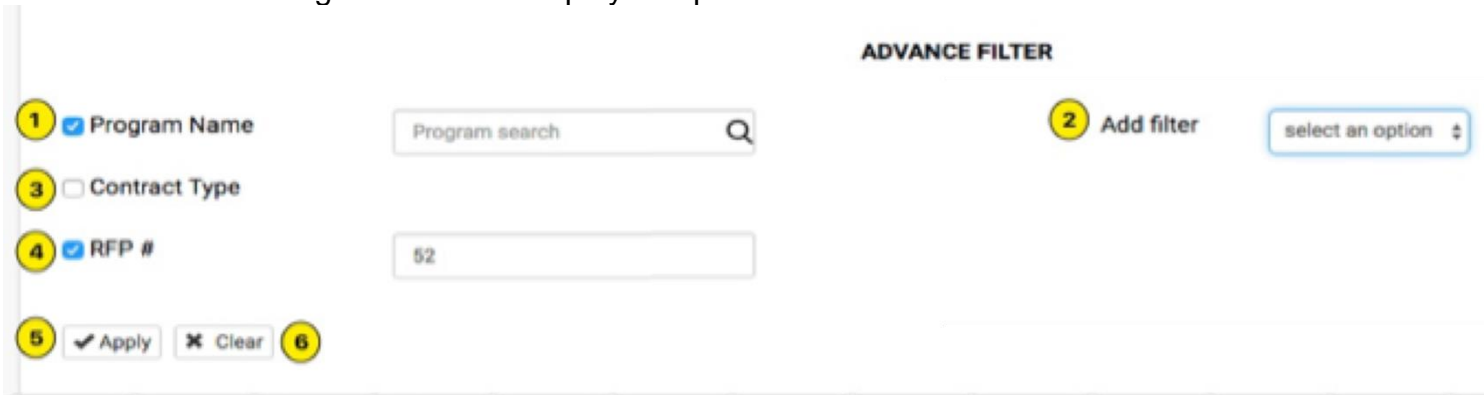 ADVANCE FILTER
1 Program Name Program search 2 Add filter select an option
3 Contract Type
4 RFP # 52
5 Apply Clear 6